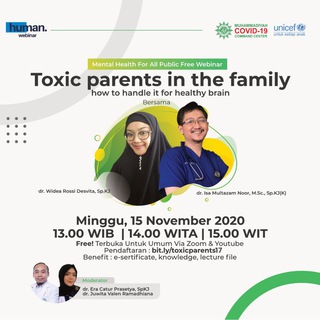 human.
webinar
MUHAMMADIYAH
COVID-19
COMMAND CENTER
unicef
untuk setiap anak
Mental Health For All Public Free Webinar
Toxic parents in the family
how to handle it for healthy brain
Bersama
dr. Widea Rossi Desvita, Sp.KJ
dr. Isa Multazam Noor, M.Sc., Sp.KJ(K)
Minggu, 15 November 2020
13.00 WIB | 14.00 WITA | 15.00 WIT
Free! Terbuka Untuk Umum Via Zoom & Youtube
Pendaftaran : bit.ly/toxicparents17
Benefit : e-sertificate, knowledge, lecture file
Moderator
dr. Era Catur Prasetya, SpKJ
dr. Juwita Valen Ramadhiana